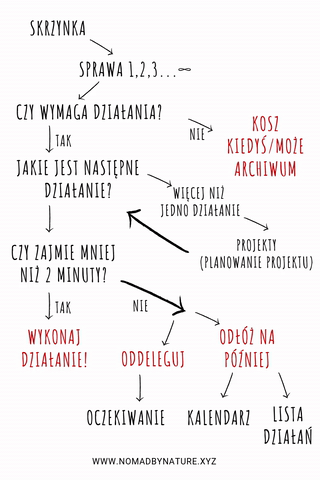 SKRZYNKA
SPRAWA 1,2,3...∞
CZY WYMAGA DZIAŁANIA?
NIE
KOSZ
KIEDYŚ/MOŻE
ARCHIWUM
TAK
JAKIE JEST NASTĘPNE
DZIAŁANIE?
WIĘCEJ NIŻ
JEDNO DZIAŁANIE
PROJEKTY
(PLANOWANIE PROJEKTU)
CZY ZAJMIE MNIEJ
NIŻ 2 MINUTY?
TAK
NIE
WYKONAJ
DZIAŁANIE!
ODDELEGUJ
ODŁÓŻ NA
PÓŹNIEJ
OCZEKIWANIE
KALENDARZ
LISTA
DZIAŁAŃ
WWW.NOMADBYNATURE.XYZ